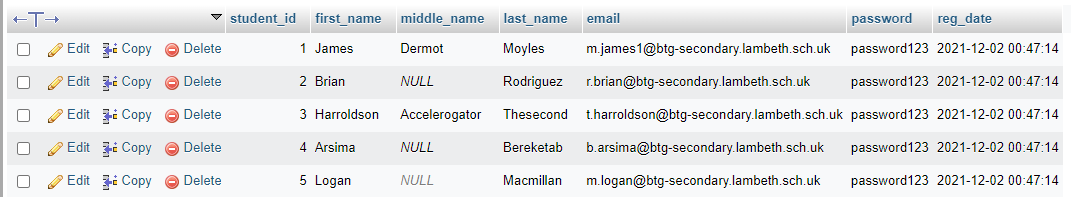 student_id first_name middle_name last_name email password reg_date
Edit Copy Delete 1 James Dermot Moyles m.james1@btg-secondary.lambeth.sch.uk password123 2021-12-02 00:47:14
Edit Copy Delete 2 Brian NULL Rodriguez r.brian@btg-secondary.lambeth.sch.uk password123 2021-12-02 00:47:14
Edit Copy Delete 3 Harroldson Accelerogator Thesecond t.harroldson@btg-secondary.lambeth.sch.uk password123 2021-12-02 00:47:14
Edit Copy Delete 4 Arsima NULL Bereketab b.arsima@btg-secondary.lambeth.sch.uk password123 2021-12-02 00:47:14
Edit Copy Delete 5 Logan NULL Macmillan m.logan@btg-secondary.lambeth.sch.uk password123 2021-12-02 00:47:14